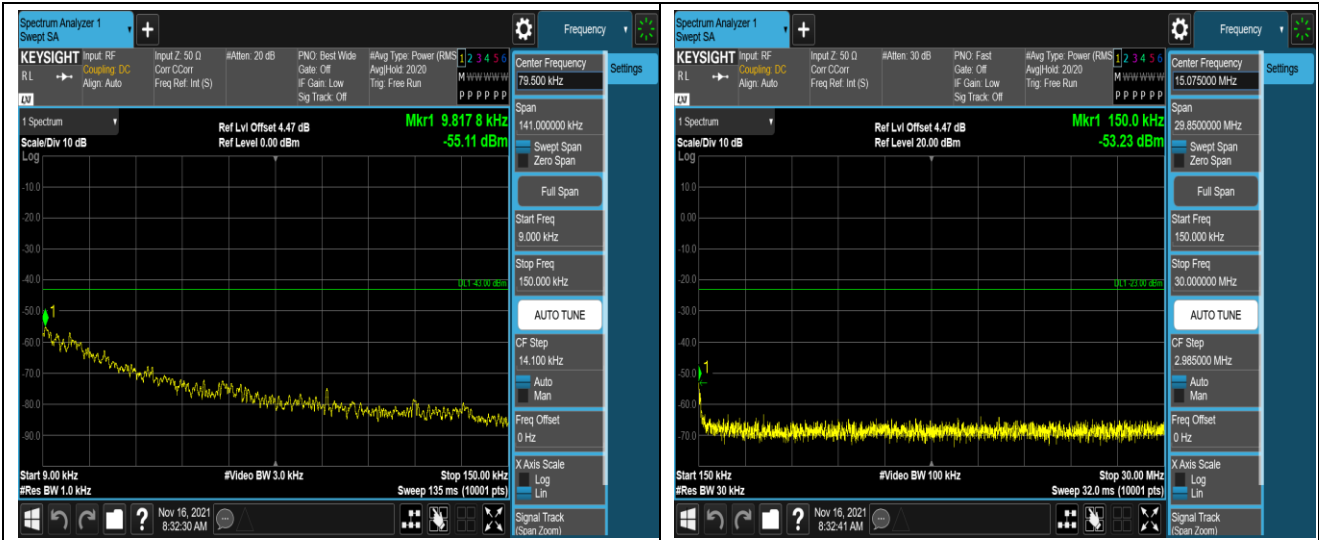 Spectrum Analyzer 1
Swept SA
+
Frequency
KEYSIGHT
Input: RF
Coupling: DC
Align: Auto
Input Z: 50 Ω
Corr CCorr
Freq Ref: Int (S)
#Atten: 20 dB
PNO: Best Wide
Gate: Off
IF Gain: Low
Sig Track: Off
#Avg Type: Power (RMS
Avg|Hold: 20/20
Trig: Free Run
1 2 3 4 5 6
M W W W W W
P P P P P P
R L
LXI
Center Frequency
79.500 kHz
Settings
Span
141.000000 kHz
Swept Span
Zero Span
Full Span
Start Freq
9.000 kHz
Stop Freq
150.000 kHz
AUTO TUNE
CF Step
14.100 kHz
Auto
Man
Freq Offset
0 Hz
X Axis Scale
Log
Lin
Signal Track
(Span Zoom)
1 Spectrum
Scale/Div 10 dB
Log
Ref Lvl Offset 4.47 dB
Ref Level 0.00 dBm
Mkr1 9.817 8 kHz
-55.11 dBm
-10.0
-20.0
-30.0
-40.0
-50.0
-60.0
-70.0
-80.0
-90.0
DL1 -43.00 dBm
1
Start 9.00 kHz
#Res BW 1.0 kHz
#Video BW 3.0 kHz
Stop 150.00 kHz
Sweep 135 ms (10001 pts)
?
Nov 16, 2021
8:32:30 AM
Spectrum Analyzer 1
Swept SA
+
Frequency
KEYSIGHT
Input: RF
Coupling: DC
Align: Auto
Input Z: 50 Ω
Corr CCorr
Freq Ref: Int (S)
#Atten: 30 dB
PNO: Fast
Gate: Off
IF Gain: Low
Sig Track: Off
#Avg Type: Power (RMS
Avg|Hold: 20/20
Trig: Free Run
1 2 3 4 5 6
M W W W W W
P P P P P P
R L
LXI
Center Frequency
15.075000 MHz
Settings
Span
29.8500000 MHz
Swept Span
Zero Span
Full Span
Start Freq
150.000 kHz
Stop Freq
30.000000 MHz
AUTO TUNE
CF Step
2.985000 MHz
Auto
Man
Freq Offset
0 Hz
X Axis Scale
Log
Lin
Signal Track
(Span Zoom)
1 Spectrum
Scale/Div 10 dB
Log
Ref Lvl Offset 4.47 dB
Ref Level 20.00 dBm
Mkr1 150.0 kHz
-53.23 dBm
10.0
0.00
-10.0
-20.0
-30.0
-40.0
-50.0
-60.0
-70.0
DL1 -23.00 dBm
1
Start 150 kHz
#Res BW 30 kHz
#Video BW 100 kHz
Stop 30.00 MHz
Sweep 32.0 ms (10001 pts)
?
Nov 16, 2021
8:32:41 AM